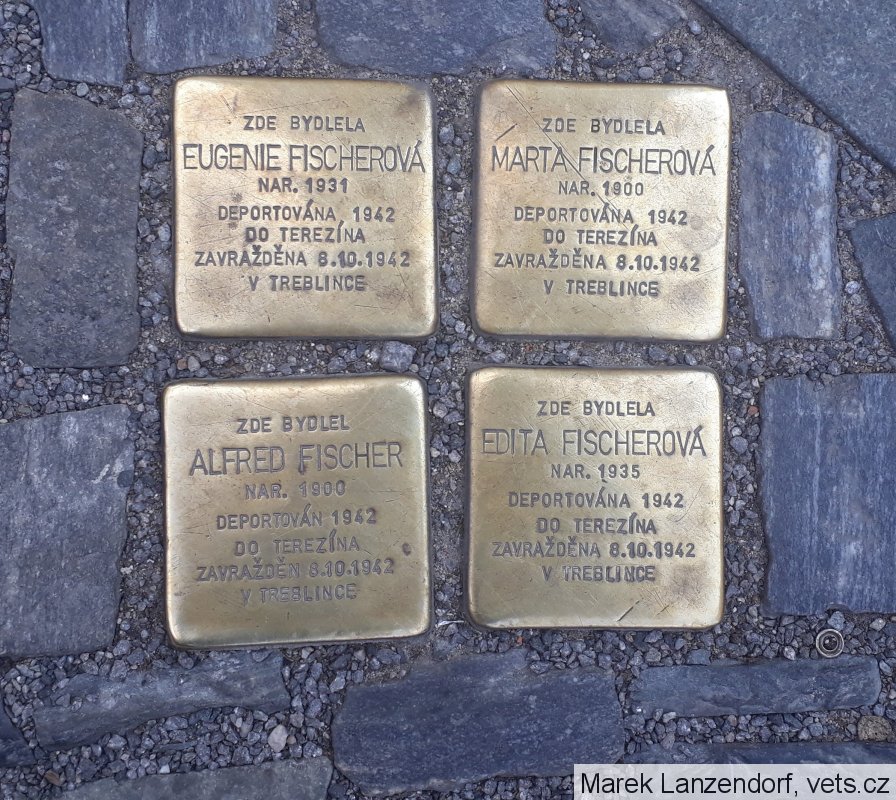 ZDE BYDLELA
EUGENIE FISCHEROVÁ
NAR. 1931
DEPORTOVÁNA 1942
DO TEREZÍNA
ZAVRAŽDĚNA 8.10.1942
V TREBLINCE
ZDE BYDLELA
MARTA FISCHEROVÁ
NAR. 1900
DEPORTOVÁNA 1942
DO TEREZÍNA
ZAVRAŽDĚNA 8.10.1942
V TREBLINCE
ZDE BYDLEL
ALFRED FISCHER
NAR. 1900
DEPORTOVÁN 1942
DO TEREZÍNA
ZAVRAŽDĚN 8.10.1942
V TREBLINCE
ZDE BYDLELA
EDITA FISCHEROVÁ
NAR. 1935
DEPORTOVÁNA 1942
DO TEREZÍNA
ZAVRAŽDĚNA 8.10.1942
V TREBLINCE
Marek Lanzendorf, vets.cz